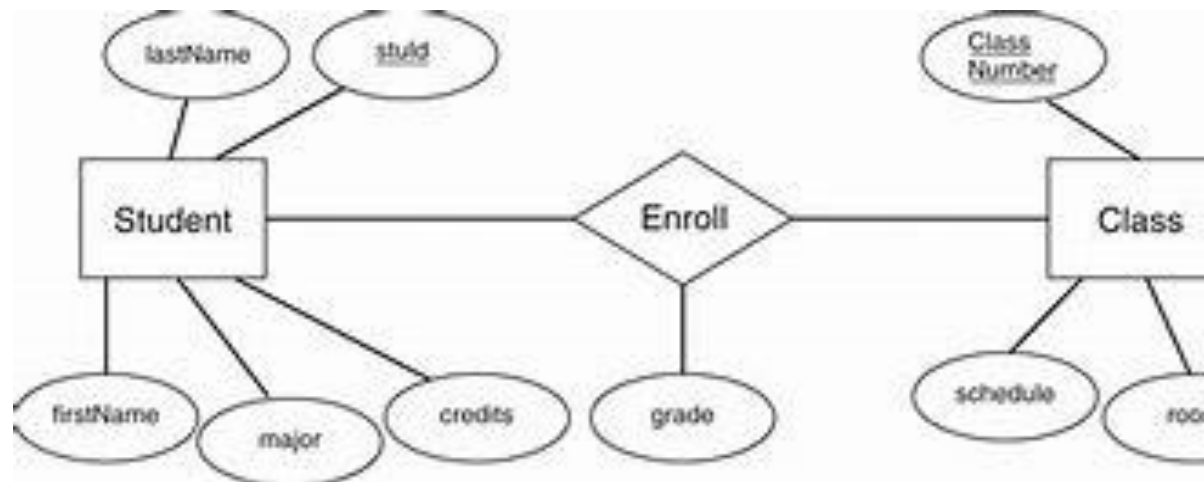 lastName
stuId
Class
Number
Student
Enroll
Class
firstName
major
credits
grade
schedule